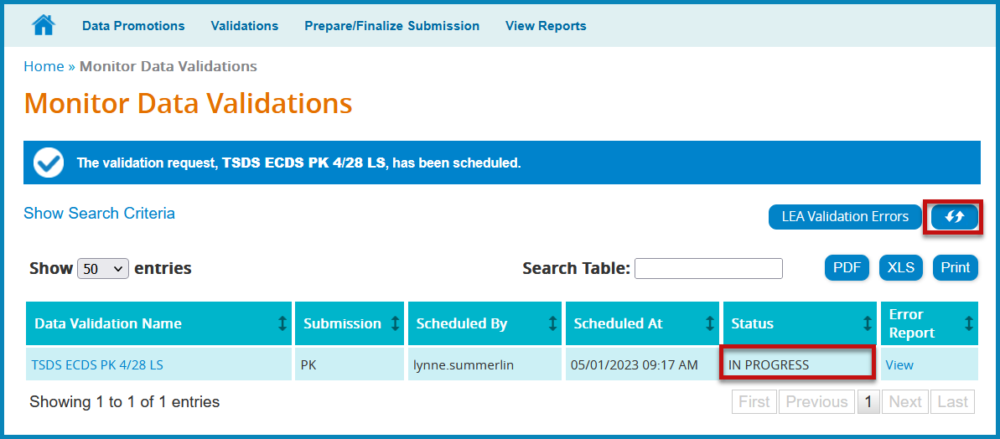 Data Promotions Validations Prepare/Finalize Submission View Reports
Home » Monitor Data Validations
Monitor Data Validations
The validation request, TSDS ECDS PK 4/28 LS, has been scheduled.
Show Search Criteria
LEA Validation Errors
Show 50 entries Search Table: PDF XLS Print
Data Validation Name Submission Scheduled By Scheduled At Status Error Report
TSDS ECDS PK 4/28 LS PK lynne.summerlin 05/01/2023 09:17 AM IN PROGRESS View
Showing 1 to 1 of 1 entries First Previous 1 Next Last